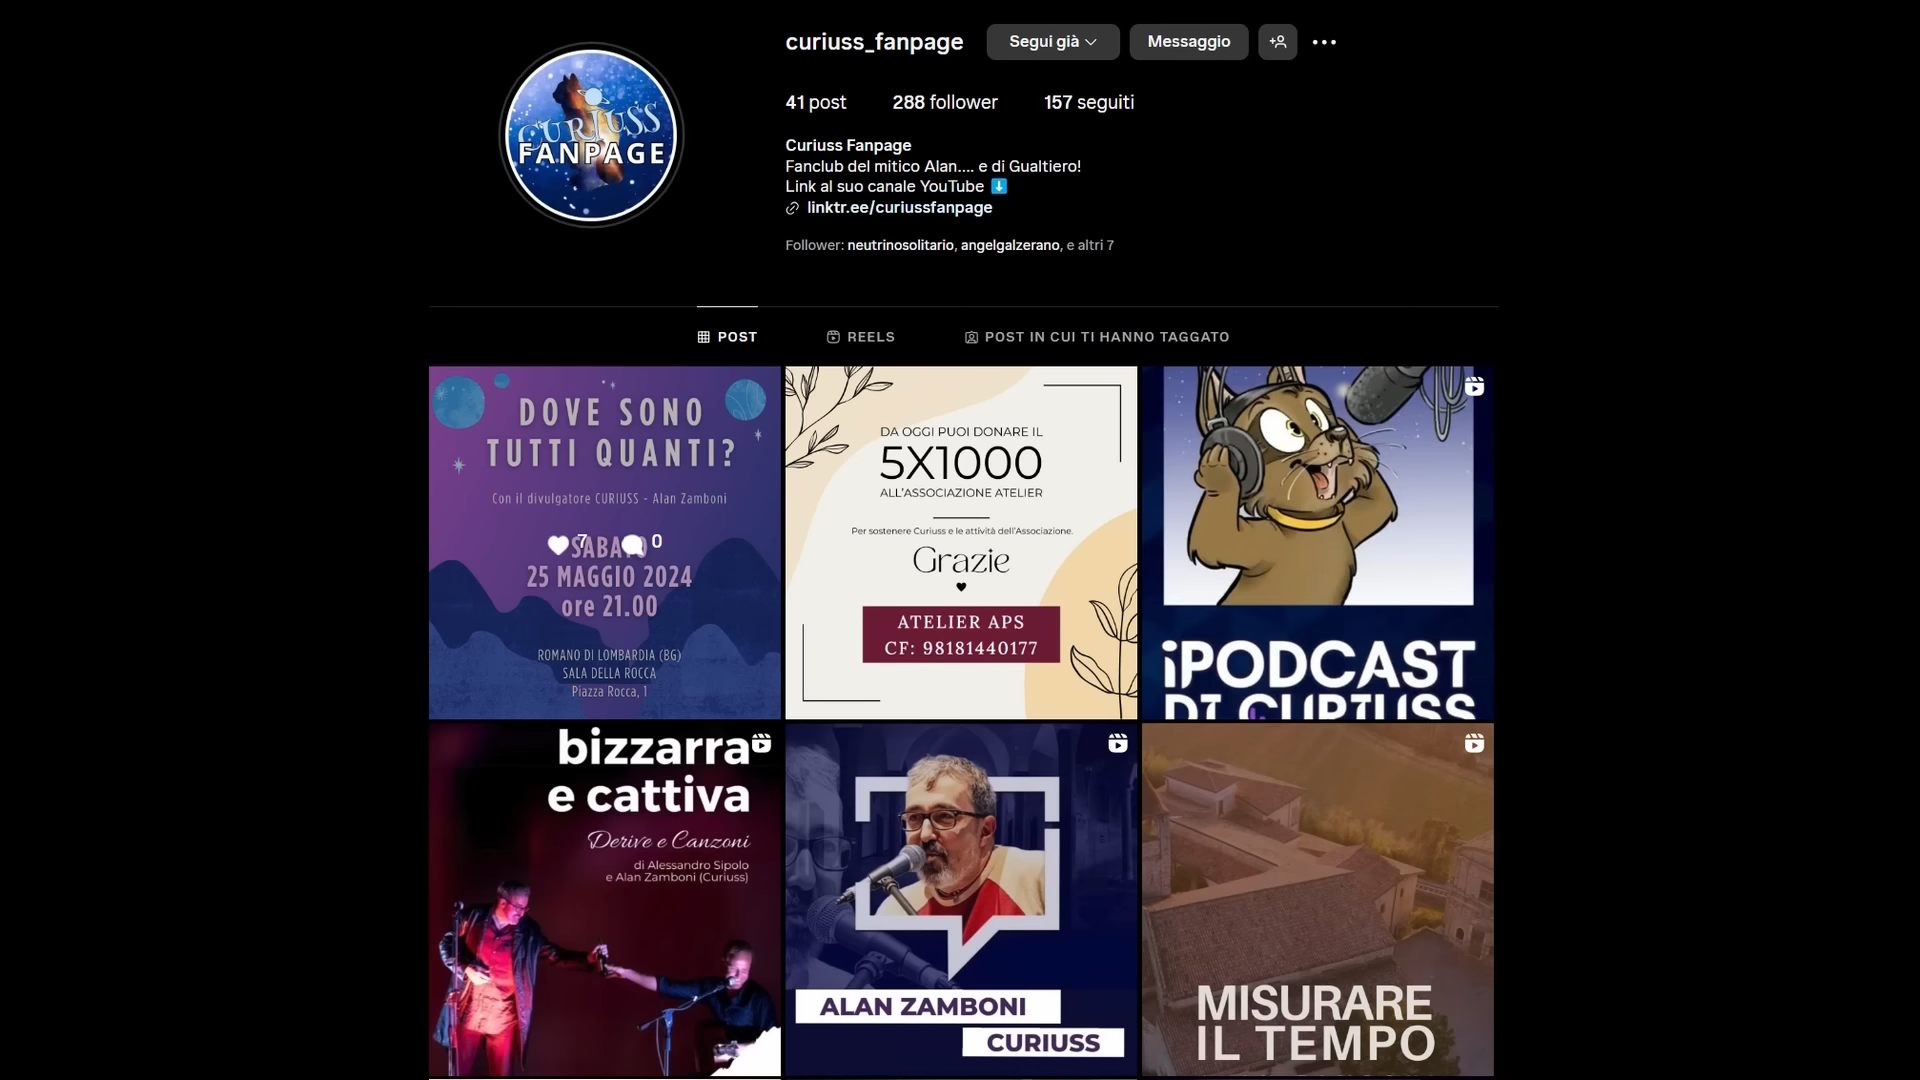 curiuss_fanpage
Segui già
Messaggio
41 post
288 follower
157 seguiti
CURIUSS
FANPAGE
Curiuss Fanpage
Fanclub del mitico Alan.... e di Gualtiero!
Link al suo canale YouTube ⬇️
linktr.ee/curiussfanpage
Follower: neutrinosolitario, angelgalzerano, e altri 7
POST
REELS
POST IN CUI TI HANNO TAGGATO
DOVE SONO
TUTTI QUANTI?
Con il divulgatore CURIUSS - Alan Zamboni
7
0
SABATO
25 MAGGIO 2024
ore 21.00
ROMANO DI LOMBARDIA (BG)
SALA DELLA ROCCA
Piazza Rocca, 1
DA OGGI PUOI DONARE IL
5X1000
ALL'ASSOCIAZIONE ATELIER
Per sostenere Curiuss e le attività dell'Associazione.
Grazie
ATELIER APS
CF: 98181440177
iPODCAST
DI CURIUSS
bizzarra
e cattiva
Derive e Canzoni
di Alessandro Sipolo
e Alan Zamboni (Curiuss)
ALAN ZAMBONI
CURIUSS
MISURARE
IL TEMPO